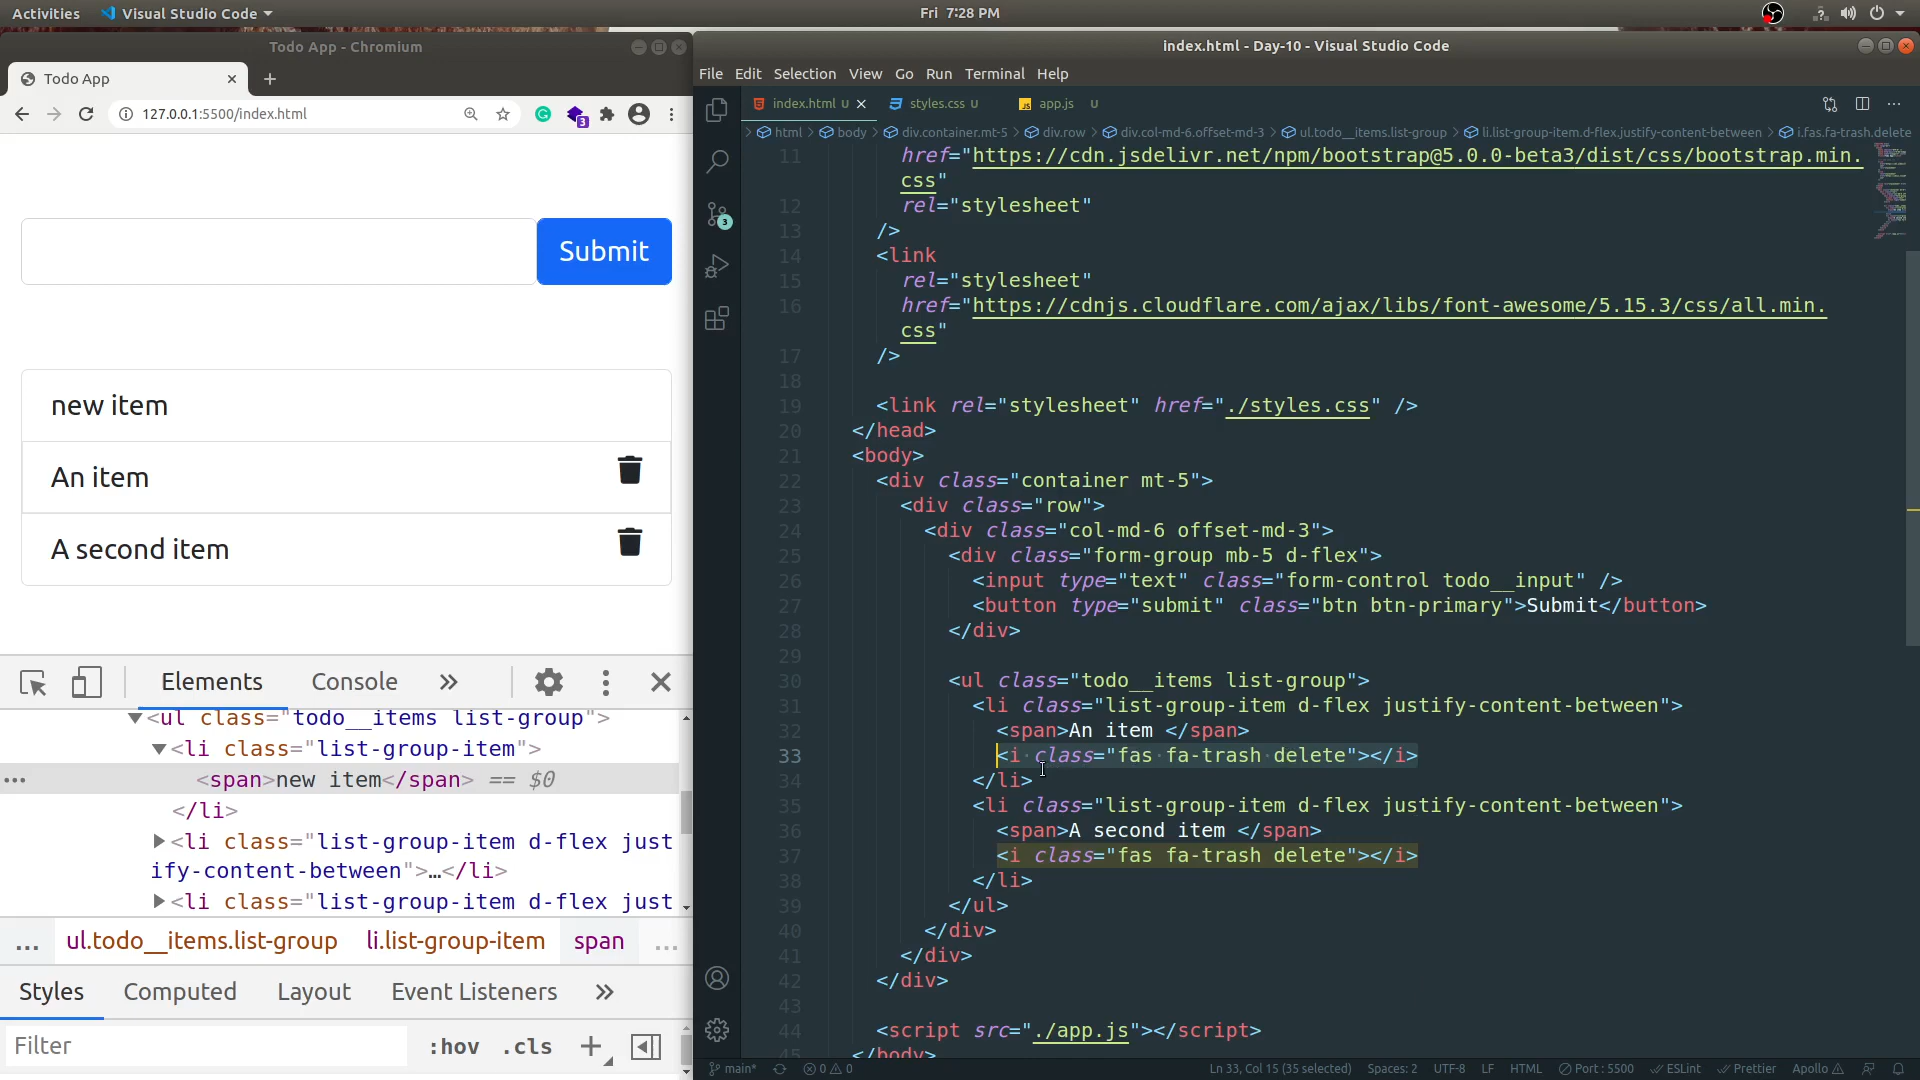 Activities Visual Studio Code Fri 7:28 PM
Todo App - Chromium
Todo App
127.0.0.1:5500/index.html
3
Submit
new item
An item
A second item
Elements Console
<ul class="todo__items list-group">
<li class="list-group-item">
<span>new item</span> == $0
</li>
<li class="list-group-item d-flex just
ify-content-between">…</li>
<li class="list-group-item d-flex just
... ul.todo__items.list-group li.list-group-item span ...
Styles Computed Layout Event Listeners
Filter :hov .cls
index.html - Day-10 - Visual Studio Code
File Edit Selection View Go Run Terminal Help
index.html U styles.css U app.js U
html > body > div.container.mt-5 > div.row > div.col-md-6.offset-md-3 > ul.todo__items.list-group > li.list-group-item.d-flex.justify-content-between > i.fas.fa-trash.delete
3
11 href="https://cdn.jsdelivr.net/npm/bootstrap@5.0.0-beta3/dist/css/bootstrap.min.
css"
12 rel="stylesheet"
13 />
14 <link
15 rel="stylesheet"
16 href="https://cdnjs.cloudflare.com/ajax/libs/font-awesome/5.15.3/css/all.min.
css"
17 />
18
19 <link rel="stylesheet" href="./styles.css" />
20 </head>
21 <body>
22 <div class="container mt-5">
23 <div class="row">
24 <div class="col-md-6 offset-md-3">
25 <div class="form-group mb-5 d-flex">
26 <input type="text" class="form-control todo__input" />
27 <button type="submit" class="btn btn-primary">Submit</button>
28 </div>
29
30 <ul class="todo__items list-group">
31 <li class="list-group-item d-flex justify-content-between">
32 <span>An item </span>
33 <i class="fas fa-trash delete"></i>
34 </li>
35 <li class="list-group-item d-flex justify-content-between">
36 <span>A second item </span>
37 <i class="fas fa-trash delete"></i>
38 </li>
39 </ul>
40 </div>
41 </div>
42 </div>
43
44 <script src="./app.js"></script>
45 </body>
main* 0 0 Ln 33, Col 15 (35 selected) Spaces: 2 UTF-8 LF HTML Port : 5500 ESLint Prettier Apollo